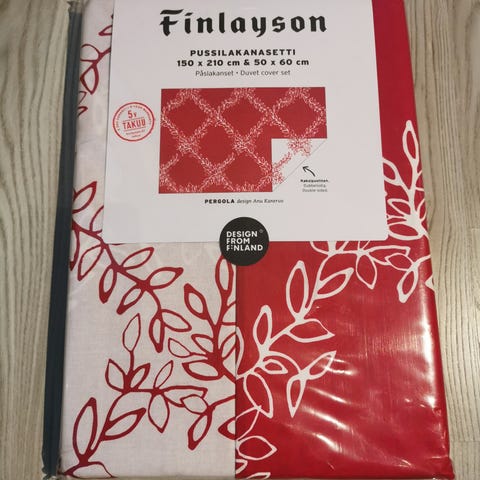 Finlayson
PUSSILAKANASETTI
150 x 210 cm & 50 x 60 cm
Påslakanset • Duvet cover set
5v
TAKUU
Kaksipuolinen.
Dubbelsidig.
Double sided.
PERGOLA design Anu Kanervo
DESIGN
FROM
FINLAND